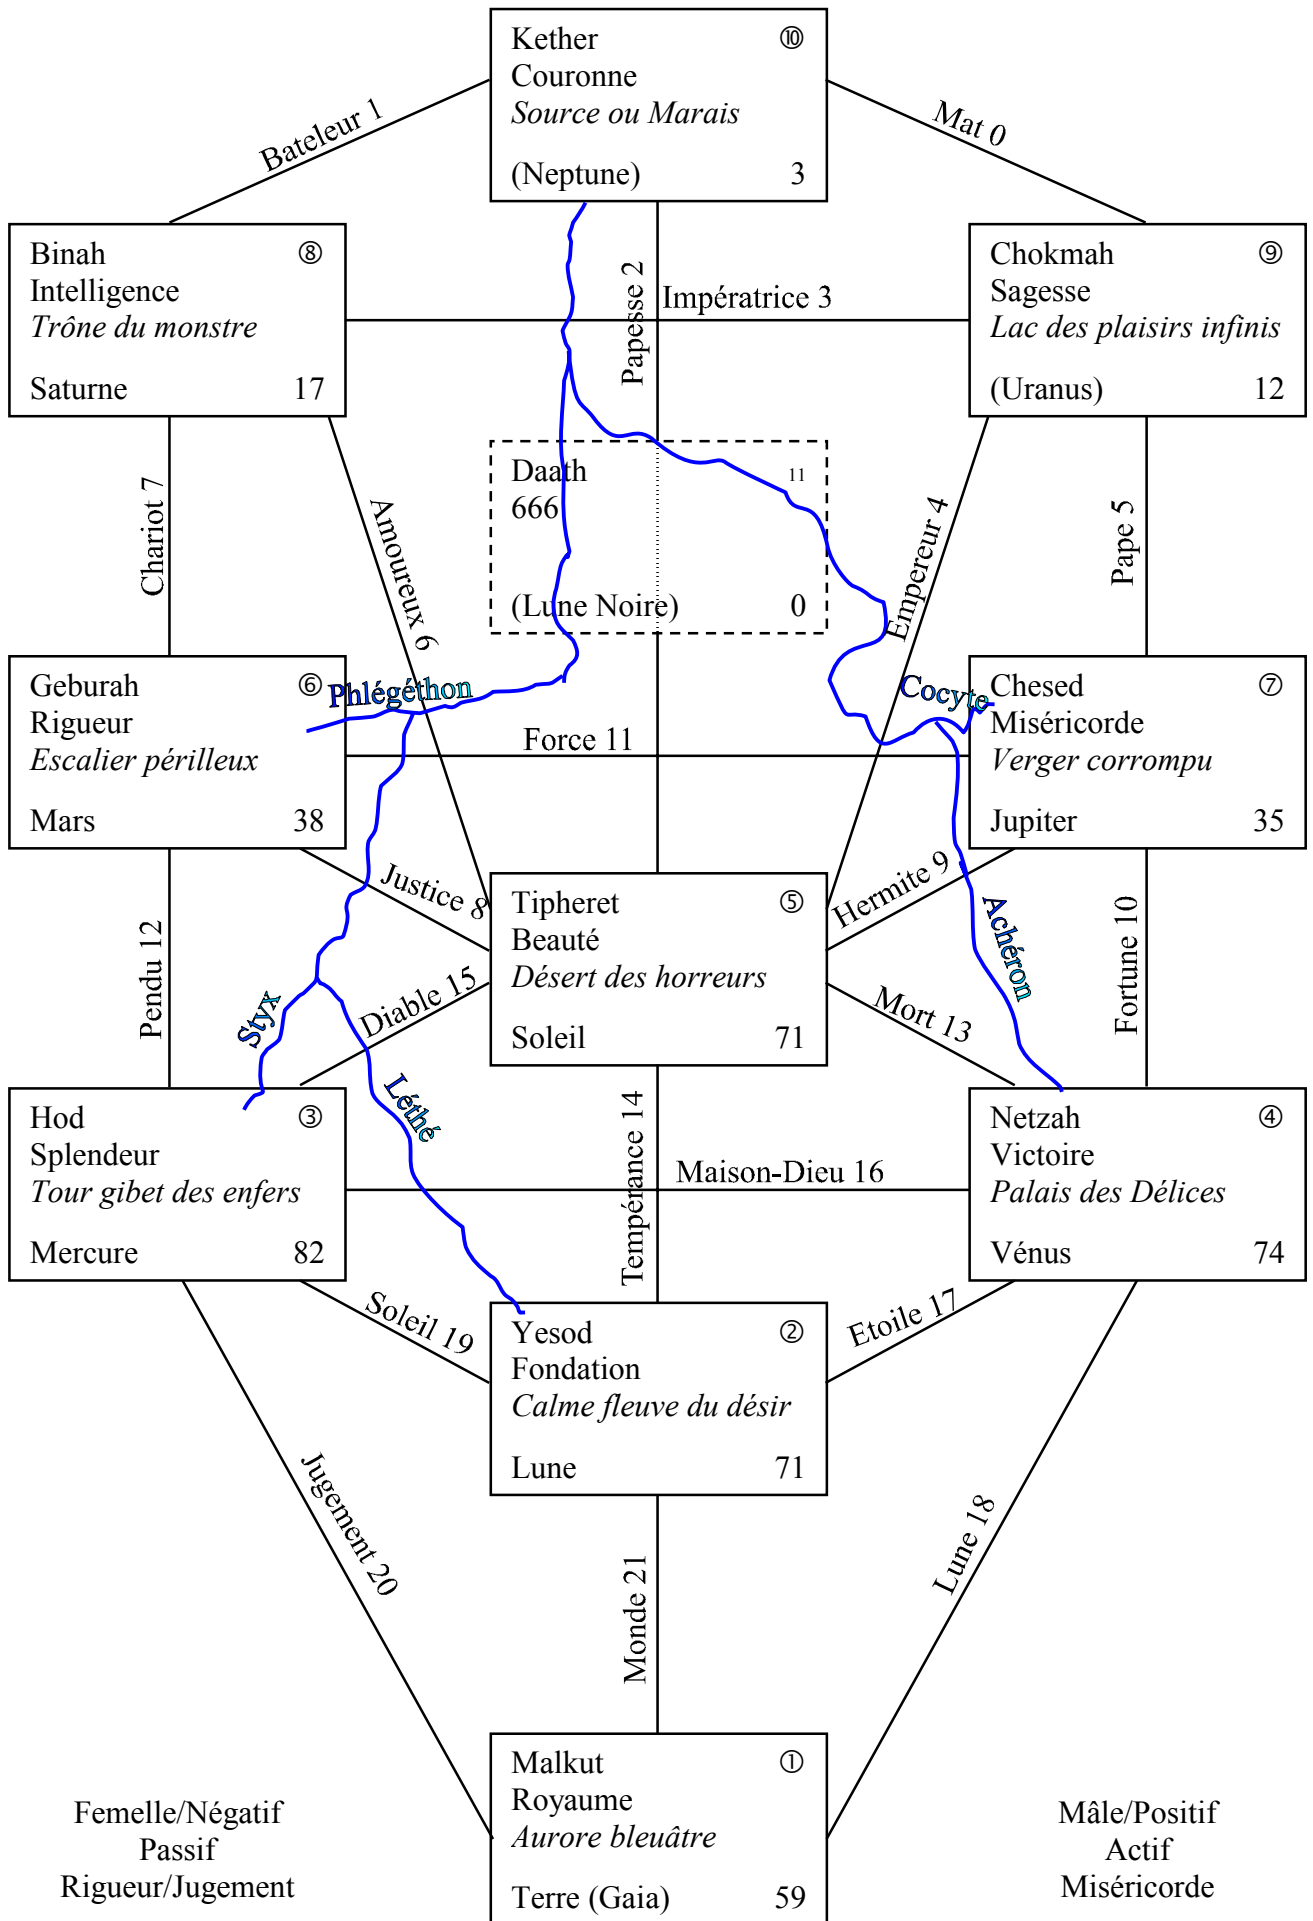 Kether ⑩
Couronne
Source ou Marais
(Neptune) 3
Bateleur 1
Mat 0
Binah ⑧
Intelligence
Trône du monstre
Saturne 17
Papesse 2
Impératrice 3
Chokmah ⑨
Sagesse
Lac des plaisirs infinis
(Uranus) 12
Daath 11
666
(Lune Noire) 0
Chariot 7
Amoureux 6
Empereur 4
Pape 5
Geburah ⑥
Rigueur
Escalier périlleux
Mars 38
Phlégéthon
Cocyte
Chesed ⑦
Miséricorde
Verger corrompu
Jupiter 35
Force 11
Justice 8
Hermite 9
Tipheret ⑤
Beauté
Désert des horreurs
Soleil 71
Pendu 12
Styx
Diable 15
Mort 13
Achéron
Fortune 10
Léthé
Hod ③
Splendeur
Tour gibet des enfers
Mercure 82
Tempérance 14
Maison-Dieu 16
Netzah ④
Victoire
Palais des Délices
Vénus 74
Soleil 19
Etoile 17
Yesod ②
Fondation
Calme fleuve du désir
Lune 71
Jugement 20
Monde 21
Lune 18
Malkut ①
Royaume
Aurore bleuâtre
Terre (Gaia) 59
Femelle/Négatif
Passif
Rigueur/Jugement
Mâle/Positif
Actif
Miséricorde